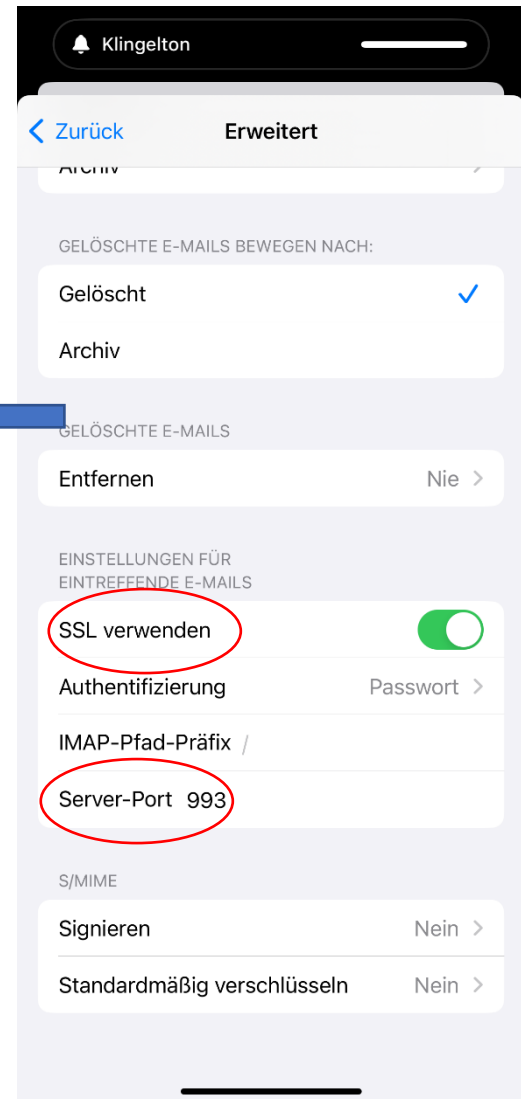 Klingelton
Zurück Erweitert
Archiv
GELÖSCHTE E-MAILS BEWEGEN NACH:
Gelöscht
Archiv
GELÖSCHTE E-MAILS
Entfernen Nie
EINSTELLUNGEN FÜR
EINTREFFENDE E-MAILS
SSL verwenden
Authentifizierung Passwort
IMAP-Pfad-Präfix /
Server-Port 993
S/MIME
Signieren Nein
Standardmäßig verschlüsseln Nein